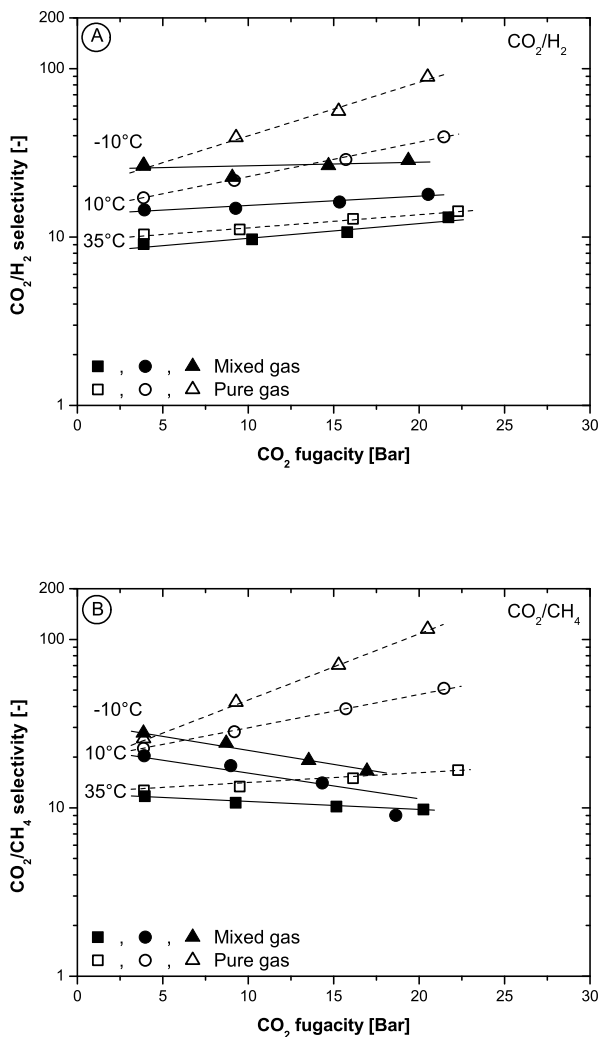 A
CO₂/H₂
200
100
10
1
CO₂/H₂ selectivity [-]
-10°C
10°C
35°C
, , Mixed gas
, , Pure gas
0 5 10 15 20 25 30
CO₂ fugacity [Bar]
B
CO₂/CH₄
200
100
10
1
CO₂/CH₄ selectivity [-]
-10°C
10°C
35°C
, , Mixed gas
, , Pure gas
0 5 10 15 20 25 30
CO₂ fugacity [Bar]